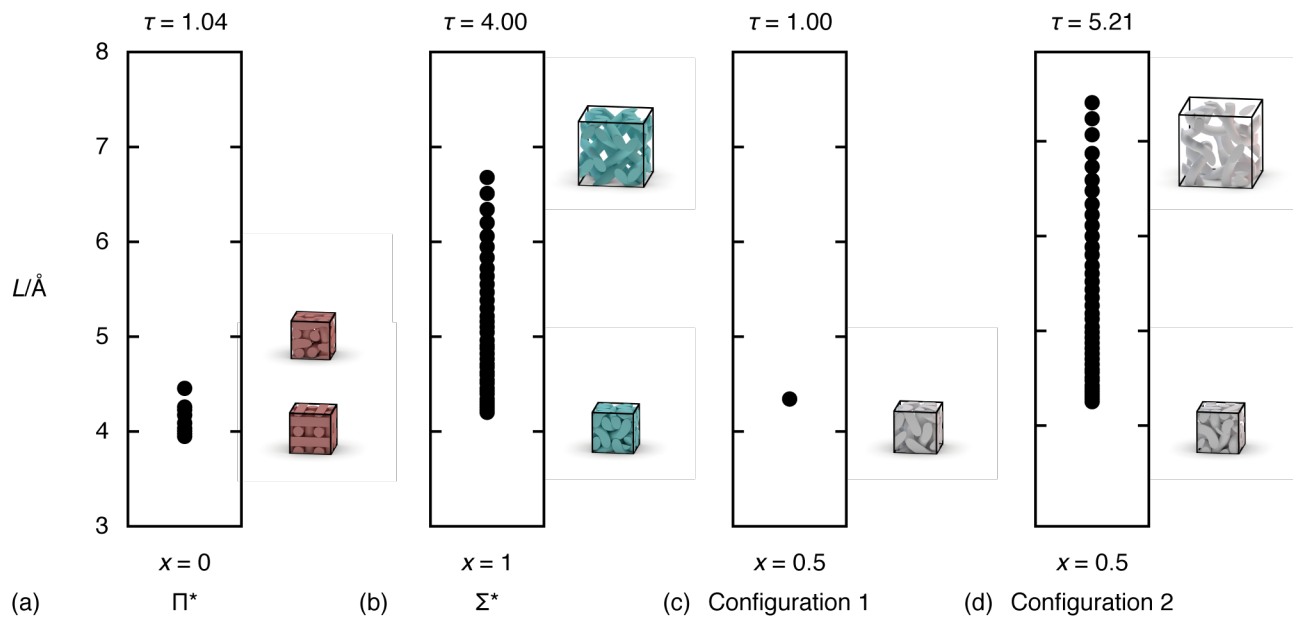 τ = 1.04 τ = 4.00 τ = 1.00 τ = 5.21
8
7
6
L/Å
5
4
3
x = 0 x = 1 x = 0.5 x = 0.5
(a) Π* (b) Σ* (c) Configuration 1 (d) Configuration 2